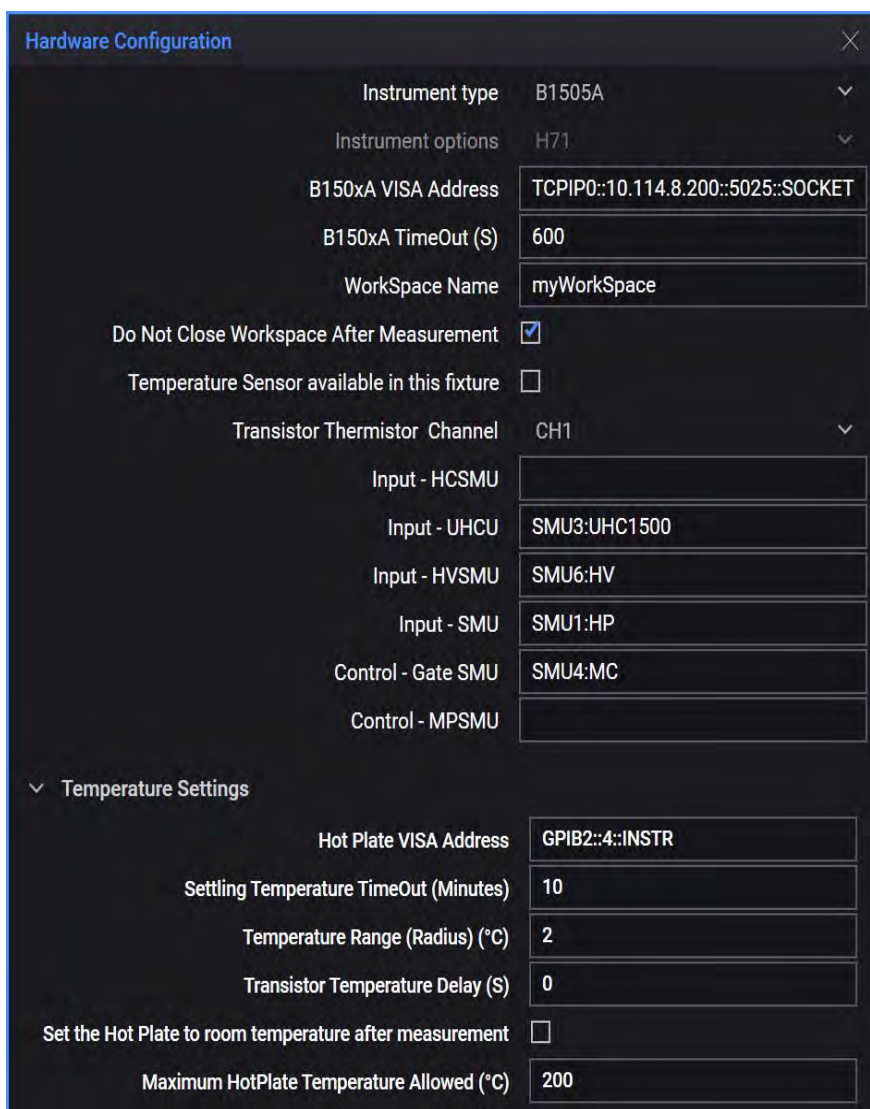 Hardware Configuration
Instrument type B1505A
Instrument options H71
B150xA VISA Address TCPIP0::10.114.8.200::5025::SOCKET
B150xA TimeOut (S) 600
WorkSpace Name myWorkSpace
Do Not Close Workspace After Measurement
Temperature Sensor available in this fixture
Transistor Thermistor Channel CH1
Input - HCSMU
Input - UHCU SMU3:UHC1500
Input - HVSMU SMU6:HV
Input - SMU SMU1:HP
Control - Gate SMU SMU4:MC
Control - MPSMU
Temperature Settings
Hot Plate VISA Address GPIB2::4::INSTR
Settling Temperature TimeOut (Minutes) 10
Temperature Range (Radius) (°C) 2
Transistor Temperature Delay (S) 0
Set the Hot Plate to room temperature after measurement
Maximum HotPlate Temperature Allowed (°C) 200